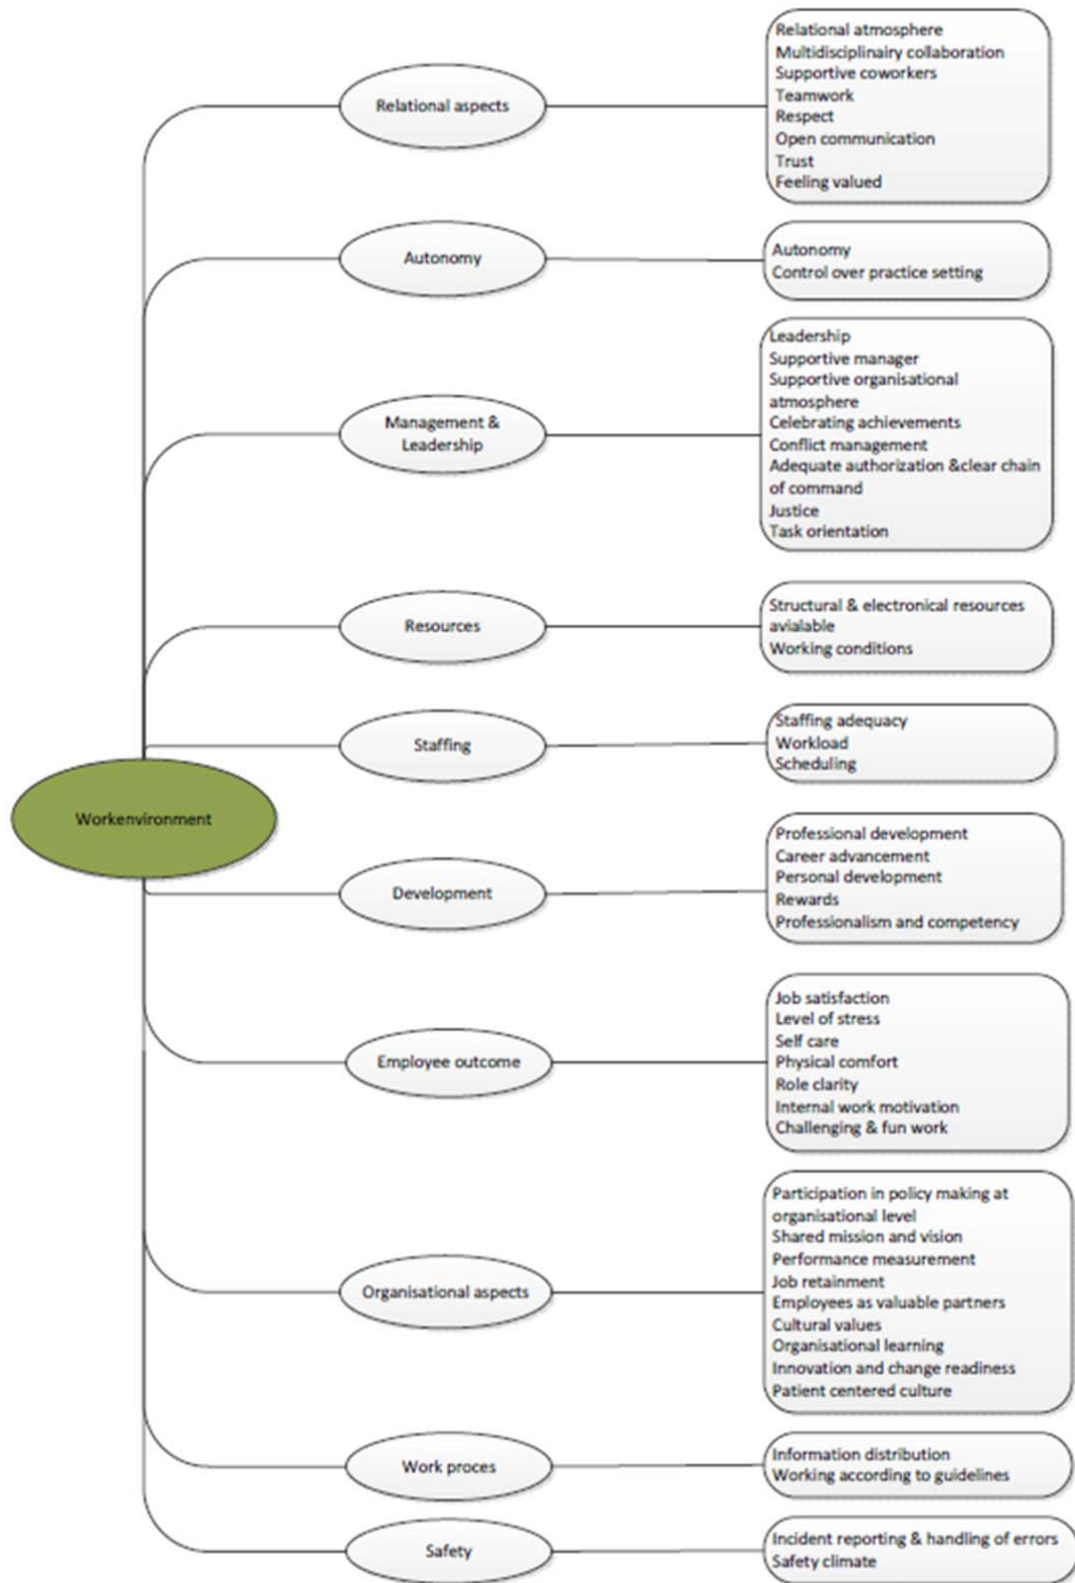 Relational aspects
Relational atmosphere
Multidisciplinairy collaboration
Supportive coworkers
Teamwork
Respect
Open communication
Trust
Feeling valued
Autonomy
Autonomy
Control over practice setting
Management &
Leadership
Leadership
Supportive manager
Supportive organisational
atmosphere
Celebrating achievements
Conflict management
Adequate authorization &clear chain
of command
Justice
Task orientation
Resources
Structural & electronical resources
avialable
Working conditions
Staffing
Staffing adequacy
Workload
Scheduling
Workenvironment
Development
Professional development
Career advancement
Personal development
Rewards
Professionalism and competency
Employee outcome
Job satisfaction
Level of stress
Self care
Physical comfort
Role clarity
Internal work motivation
Challenging & fun work
Organisational aspects
Participation in policy making at
organisational level
Shared mission and vision
Performance measurement
Job retainment
Employees as valuable partners
Cultural values
Organisational learning
Innovation and change readiness
Patient centered culture
Work proces
Information distribution
Working according to guidelines
Safety
Incident reporting & handling of errors
Safety climate